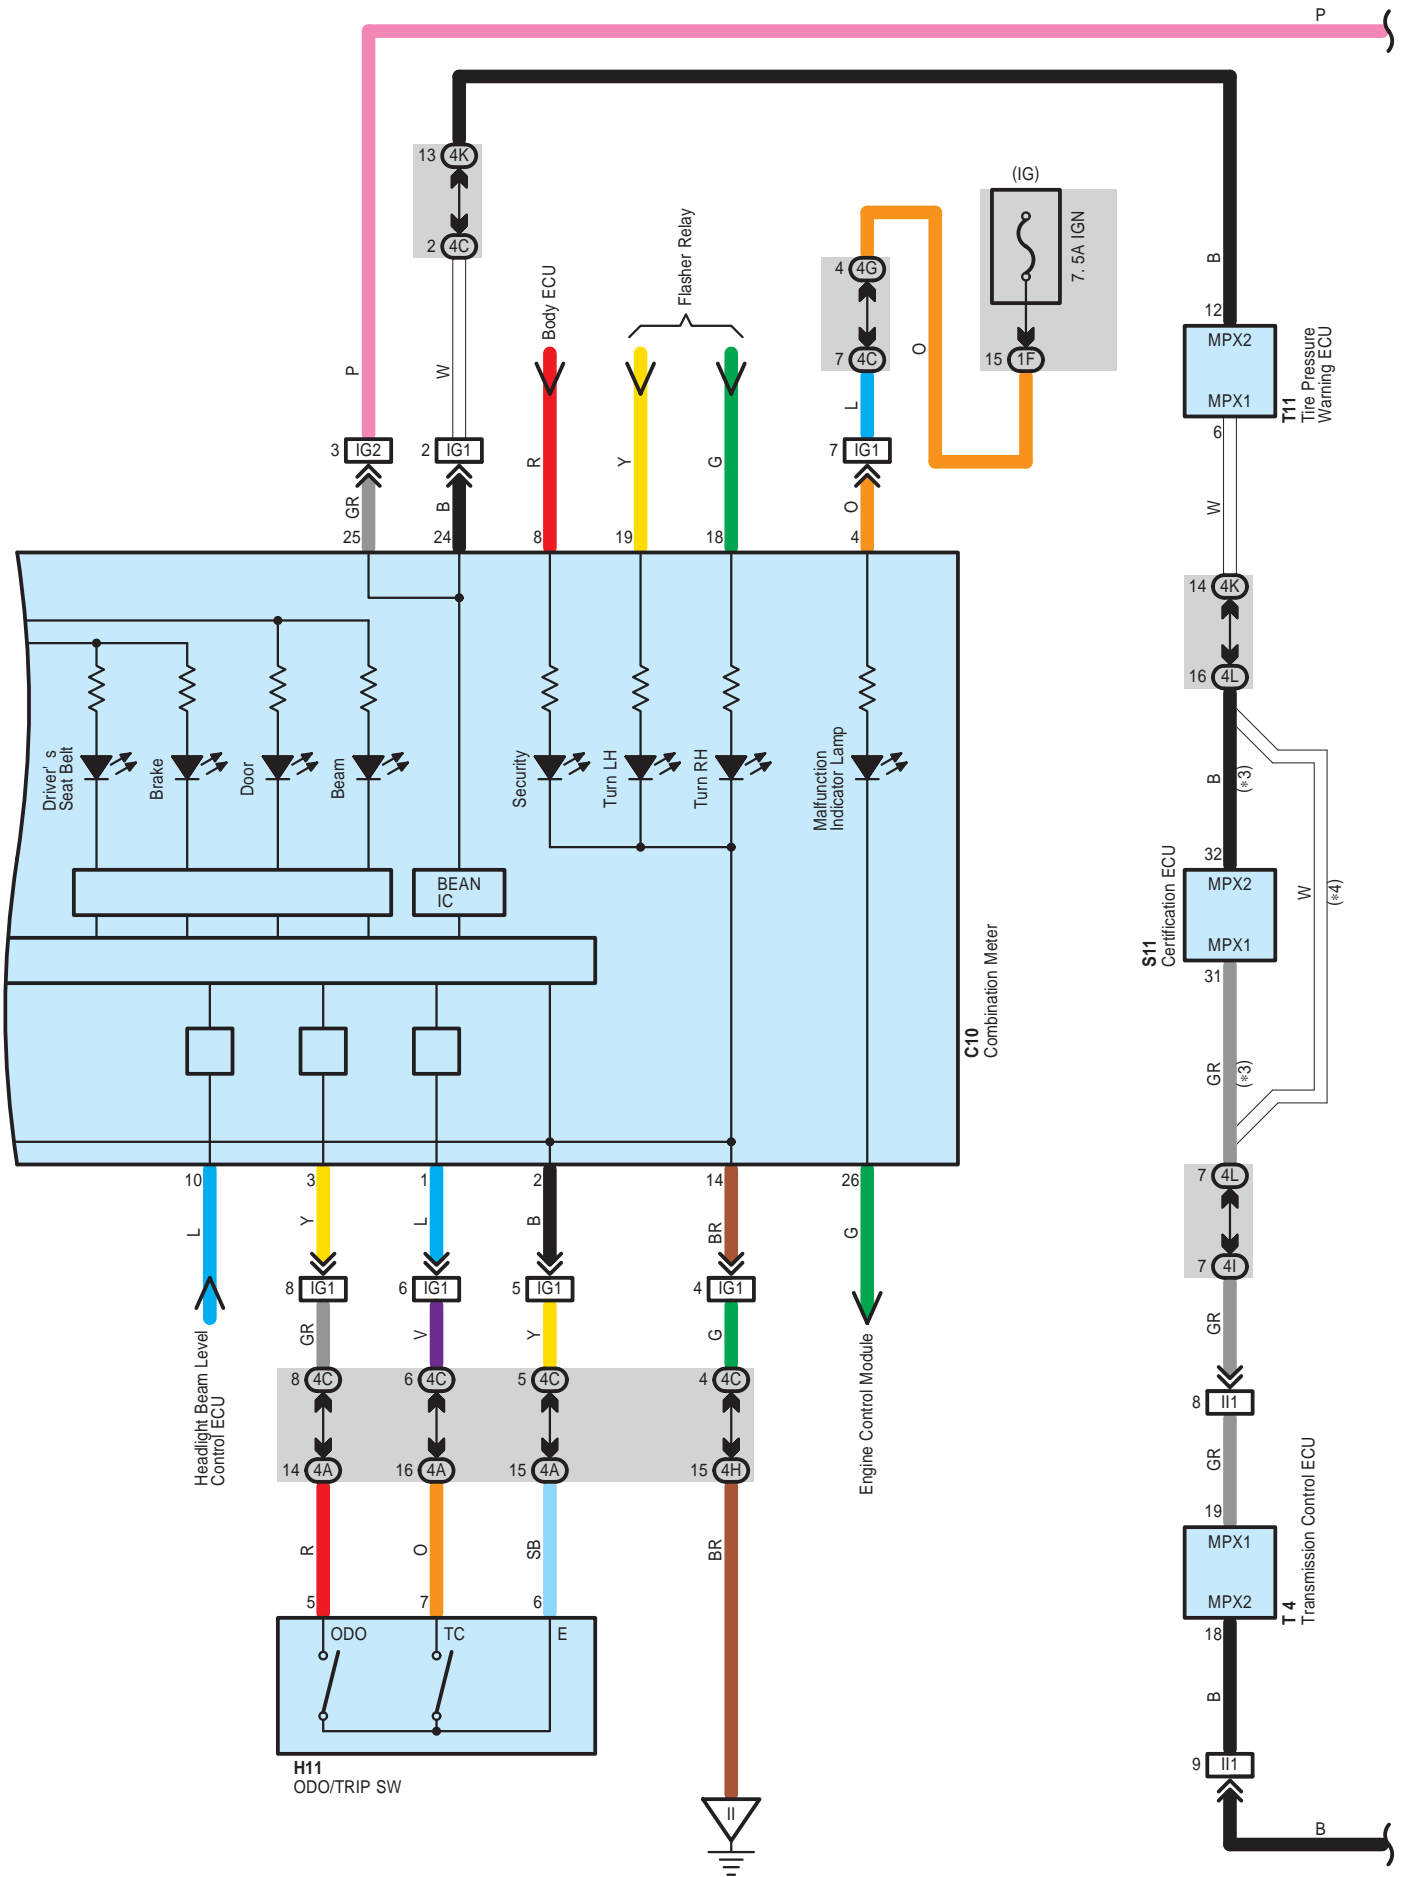 P
13 4K
2 4C
P
W
3 IG2
2 IG1
GR
B
25
24
Body ECU
Flasher Relay
R
Y
G
8
19
18
4 4G
7 4C
L
7 IG1
O
4
O
(IG)
7. 5A IGN
15 1F
B
12
MPX2
MPX1
T11
Tire Pressure
Warning ECU
6
W
14 4K
16 4L
B
(*3)
32
MPX2
MPX1
S11
Certification ECU
31
GR
(*3)
W
(*4)
7 4L
7 4I
GR
8 II1
GR
19
MPX1
MPX2
T 4
Transmission Control ECU
18
B
9 II1
B
Driver' s
Seat Belt
Brake
Door
Beam
Security
Turn LH
Turn RH
Malfunction
Indicator Lamp
BEAN
IC
C10
Combination Meter
10
3
1
2
14
26
L
Y
L
B
BR
G
8 IG1
6 IG1
5 IG1
4 IG1
Headlight Beam Level
Control ECU
GR
V
Y
G
Engine Control Module
8 4C
6 4C
5 4C
4 4C
14 4A
16 4A
15 4A
15 4H
R
O
SB
BR
5
7
6
ODO
TC
E
H11
ODO/TRIP SW
II